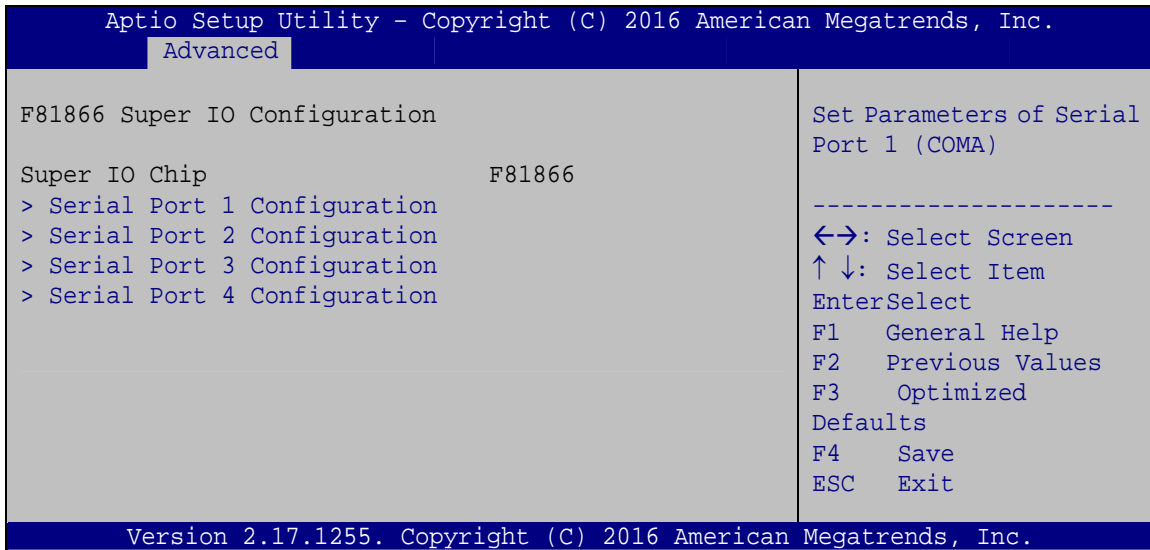 Aptio Setup Utility – Copyright (C) 2016 American Megatrends, Inc.
Advanced
F81866 Super IO Configuration
Super IO Chip F81866
> Serial Port 1 Configuration
> Serial Port 2 Configuration
> Serial Port 3 Configuration
> Serial Port 4 Configuration
Set Parameters of Serial
Port 1 (COMA)
---------------------
←→: Select Screen
↑ ↓: Select Item
EnterSelect
F1 General Help
F2 Previous Values
F3 Optimized
Defaults
F4 Save
ESC Exit
Version 2.17.1255. Copyright (C) 2016 American Megatrends, Inc.